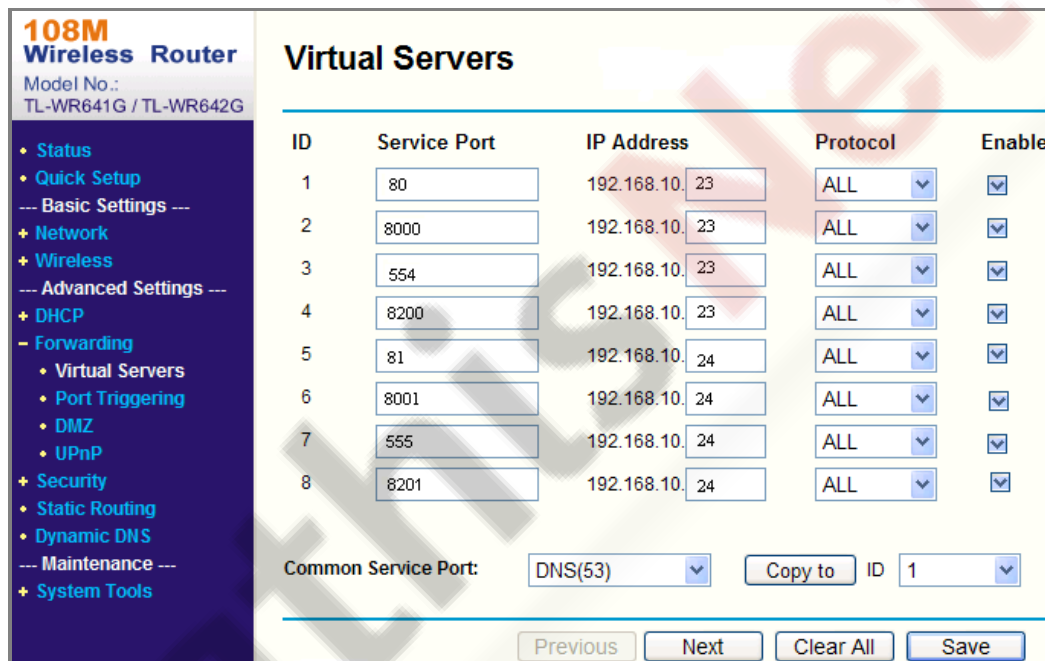 108M
Wireless Router
Model No.:
TL-WR641G / TL-WR642G
Status
Quick Setup
--- Basic Settings ---
Network
Wireless
--- Advanced Settings ---
DHCP
Forwarding
Virtual Servers
Port Triggering
DMZ
UPnP
Security
Static Routing
Dynamic DNS
--- Maintenance ---
System Tools
Virtual Servers
ID Service Port IP Address Protocol Enable
1 80 192.168.10. 23 ALL
2 8000 192.168.10. 23 ALL
3 554 192.168.10. 23 ALL
4 8200 192.168.10. 23 ALL
5 81 192.168.10. 24 ALL
6 8001 192.168.10. 24 ALL
7 555 192.168.10. 24 ALL
8 8201 192.168.10. 24 ALL
Common Service Port: DNS(53) Copy to ID 1
Previous Next Clear All Save